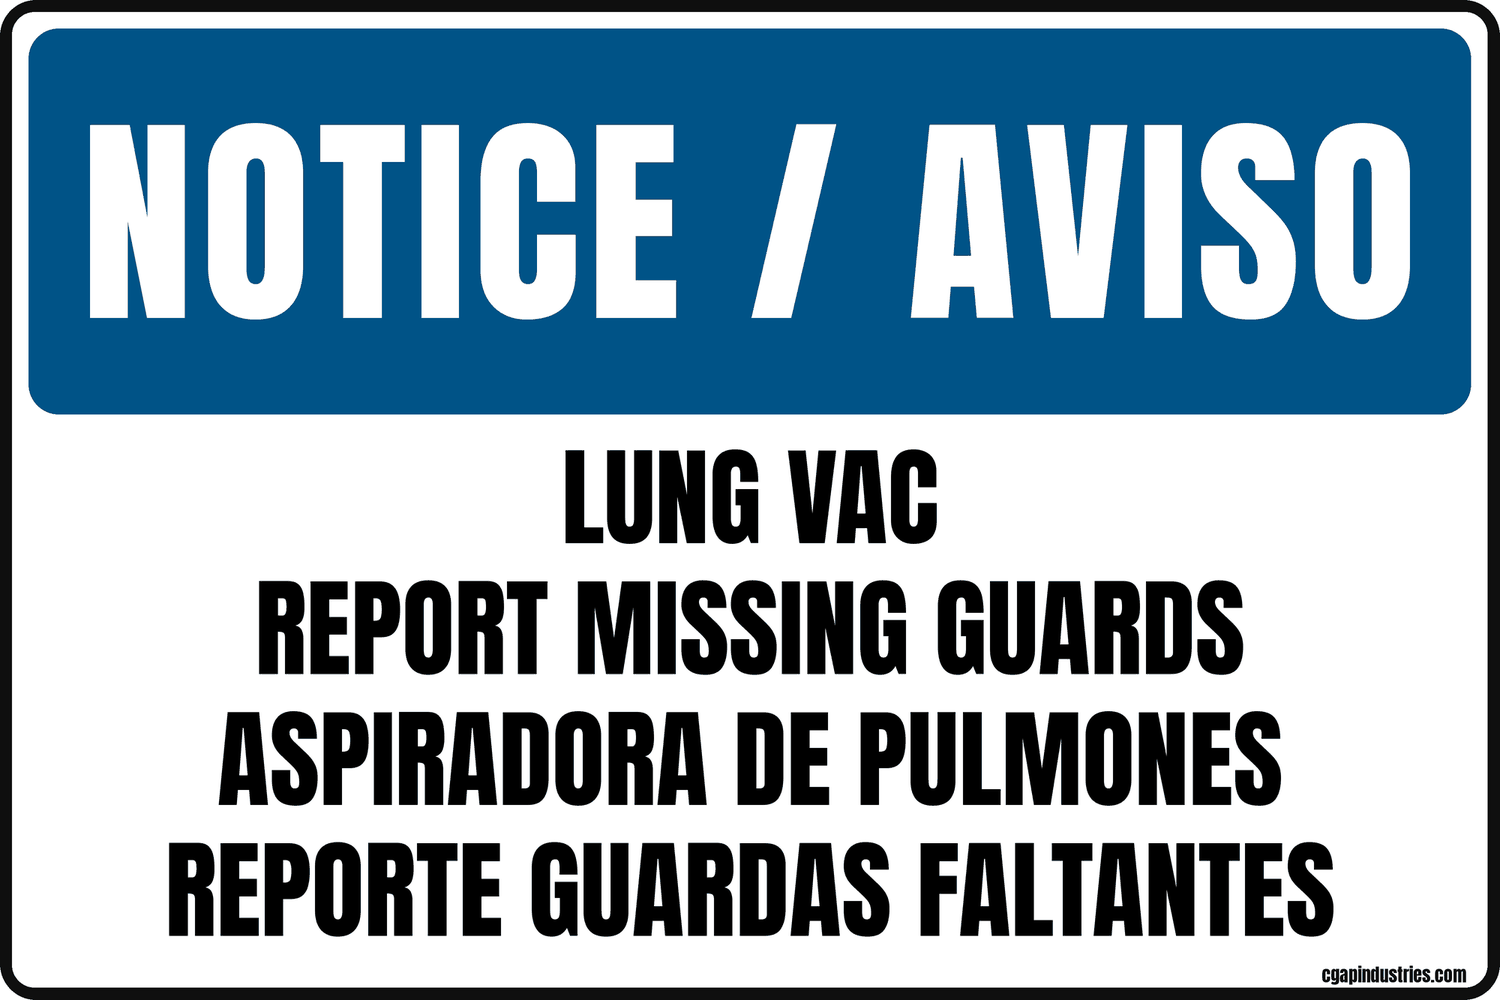 NOTICE / AVISO
LUNG VAC
REPORT MISSING GUARDS
ASPIRADORA DE PULMONES
REPORTE GUARDAS FALTANTES
cgapindustries.com